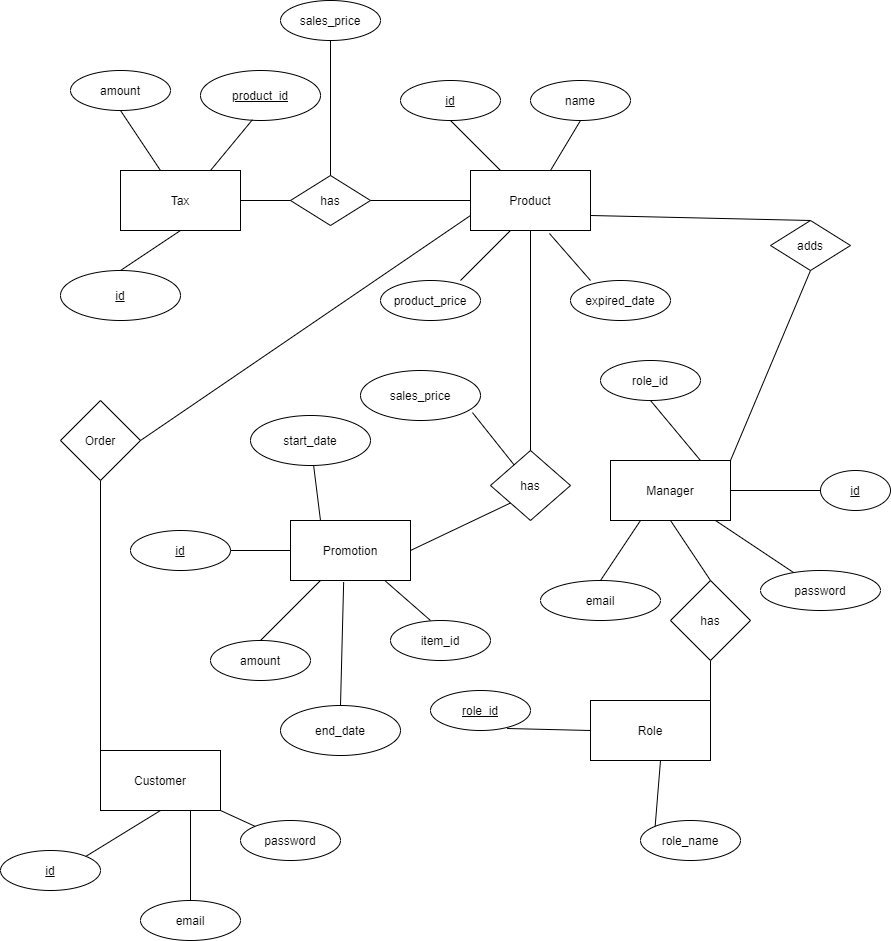 sales_price
amount
product_id
id
name
Tax
has
Product
adds
id
product_price
expired_date
role_id
sales_price
start_date
Order
has
Manager
id
id
Promotion
email
password
has
item_id
amount
role_id
end_date
Role
Customer
password
role_name
id
email